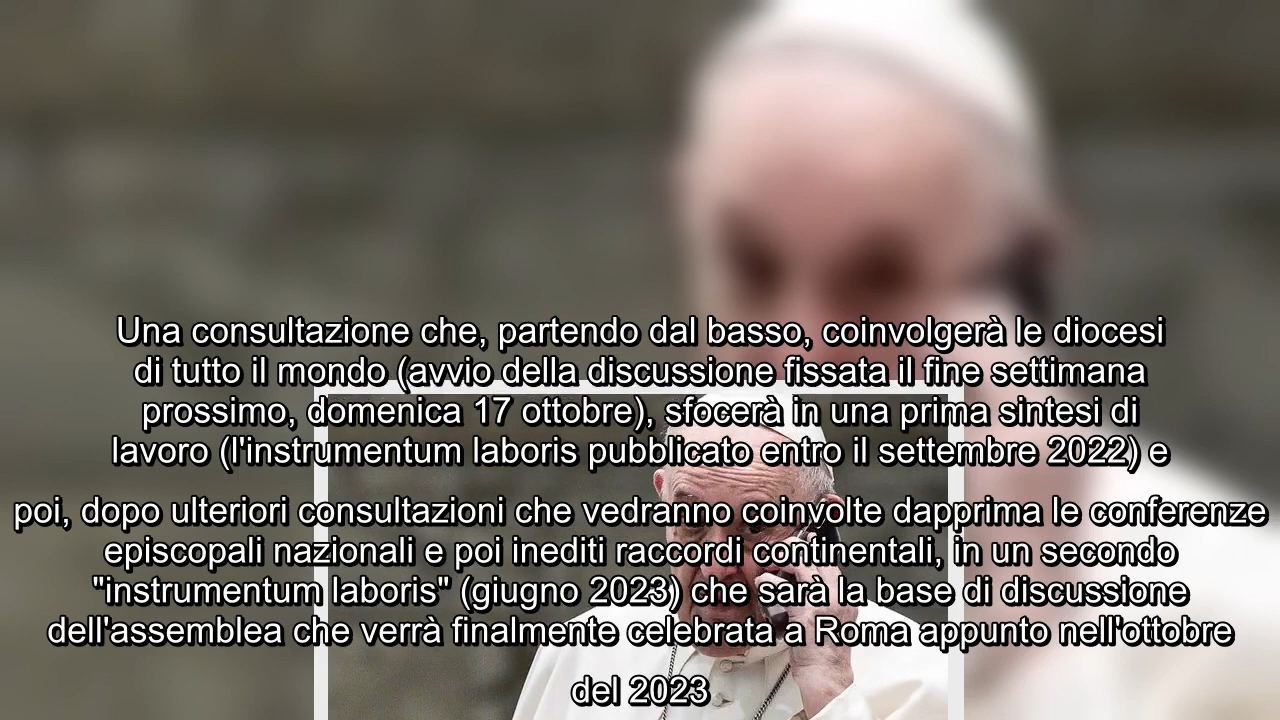 Una consultazione che, partendo dal basso, coinvolgerà le diocesi
di tutto il mondo (avvio della discussione fissata il fine settimana
prossimo, domenica 17 ottobre), sfocerà in una prima sintesi di
lavoro (l'instrumentum laboris pubblicato entro il settembre 2022) e
poi, dopo ulteriori consultazioni che vedranno coinvolte dapprima le conferenze
episcopali nazionali e poi inediti raccordi continentali, in un secondo
"instrumentum laboris" (giugno 2023) che sarà la base di discussione
dell'assemblea che verrà finalmente celebrata a Roma appunto nell'ottobre
del 2023